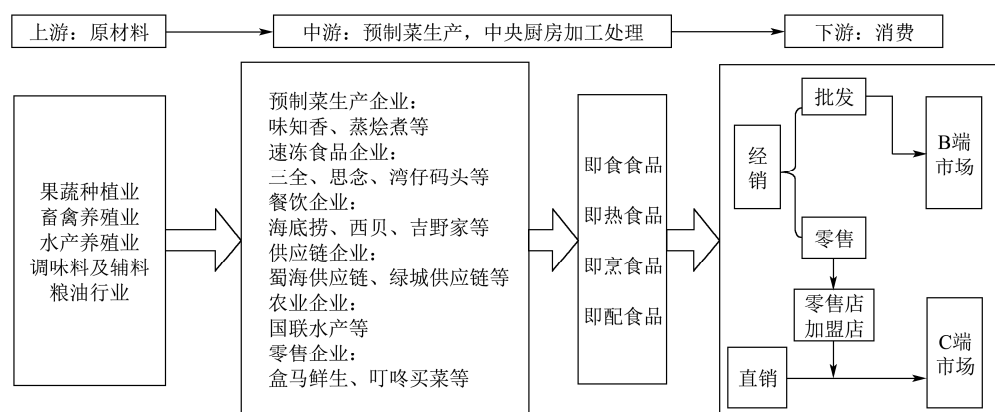 上游：原材料
中游：预制菜生产，中央厨房加工处理
下游：消费
果蔬种植业
畜禽养殖业
水产养殖业
调味料及辅料
粮油行业
预制菜生产企业：
味知香、蒸烩煮等
速冻食品企业：
三全、思念、湾仔码头等
餐饮企业：
海底捞、西贝、吉野家等
供应链企业：
蜀海供应链、绿城供应链等
农业企业：
国联水产等
零售企业：
盒马鲜生、叮咚买菜等
即食食品
即热食品
即烹食品
即配食品
经
销
批发
零售
零售店
加盟店
直销
B端
市场
C端
市场